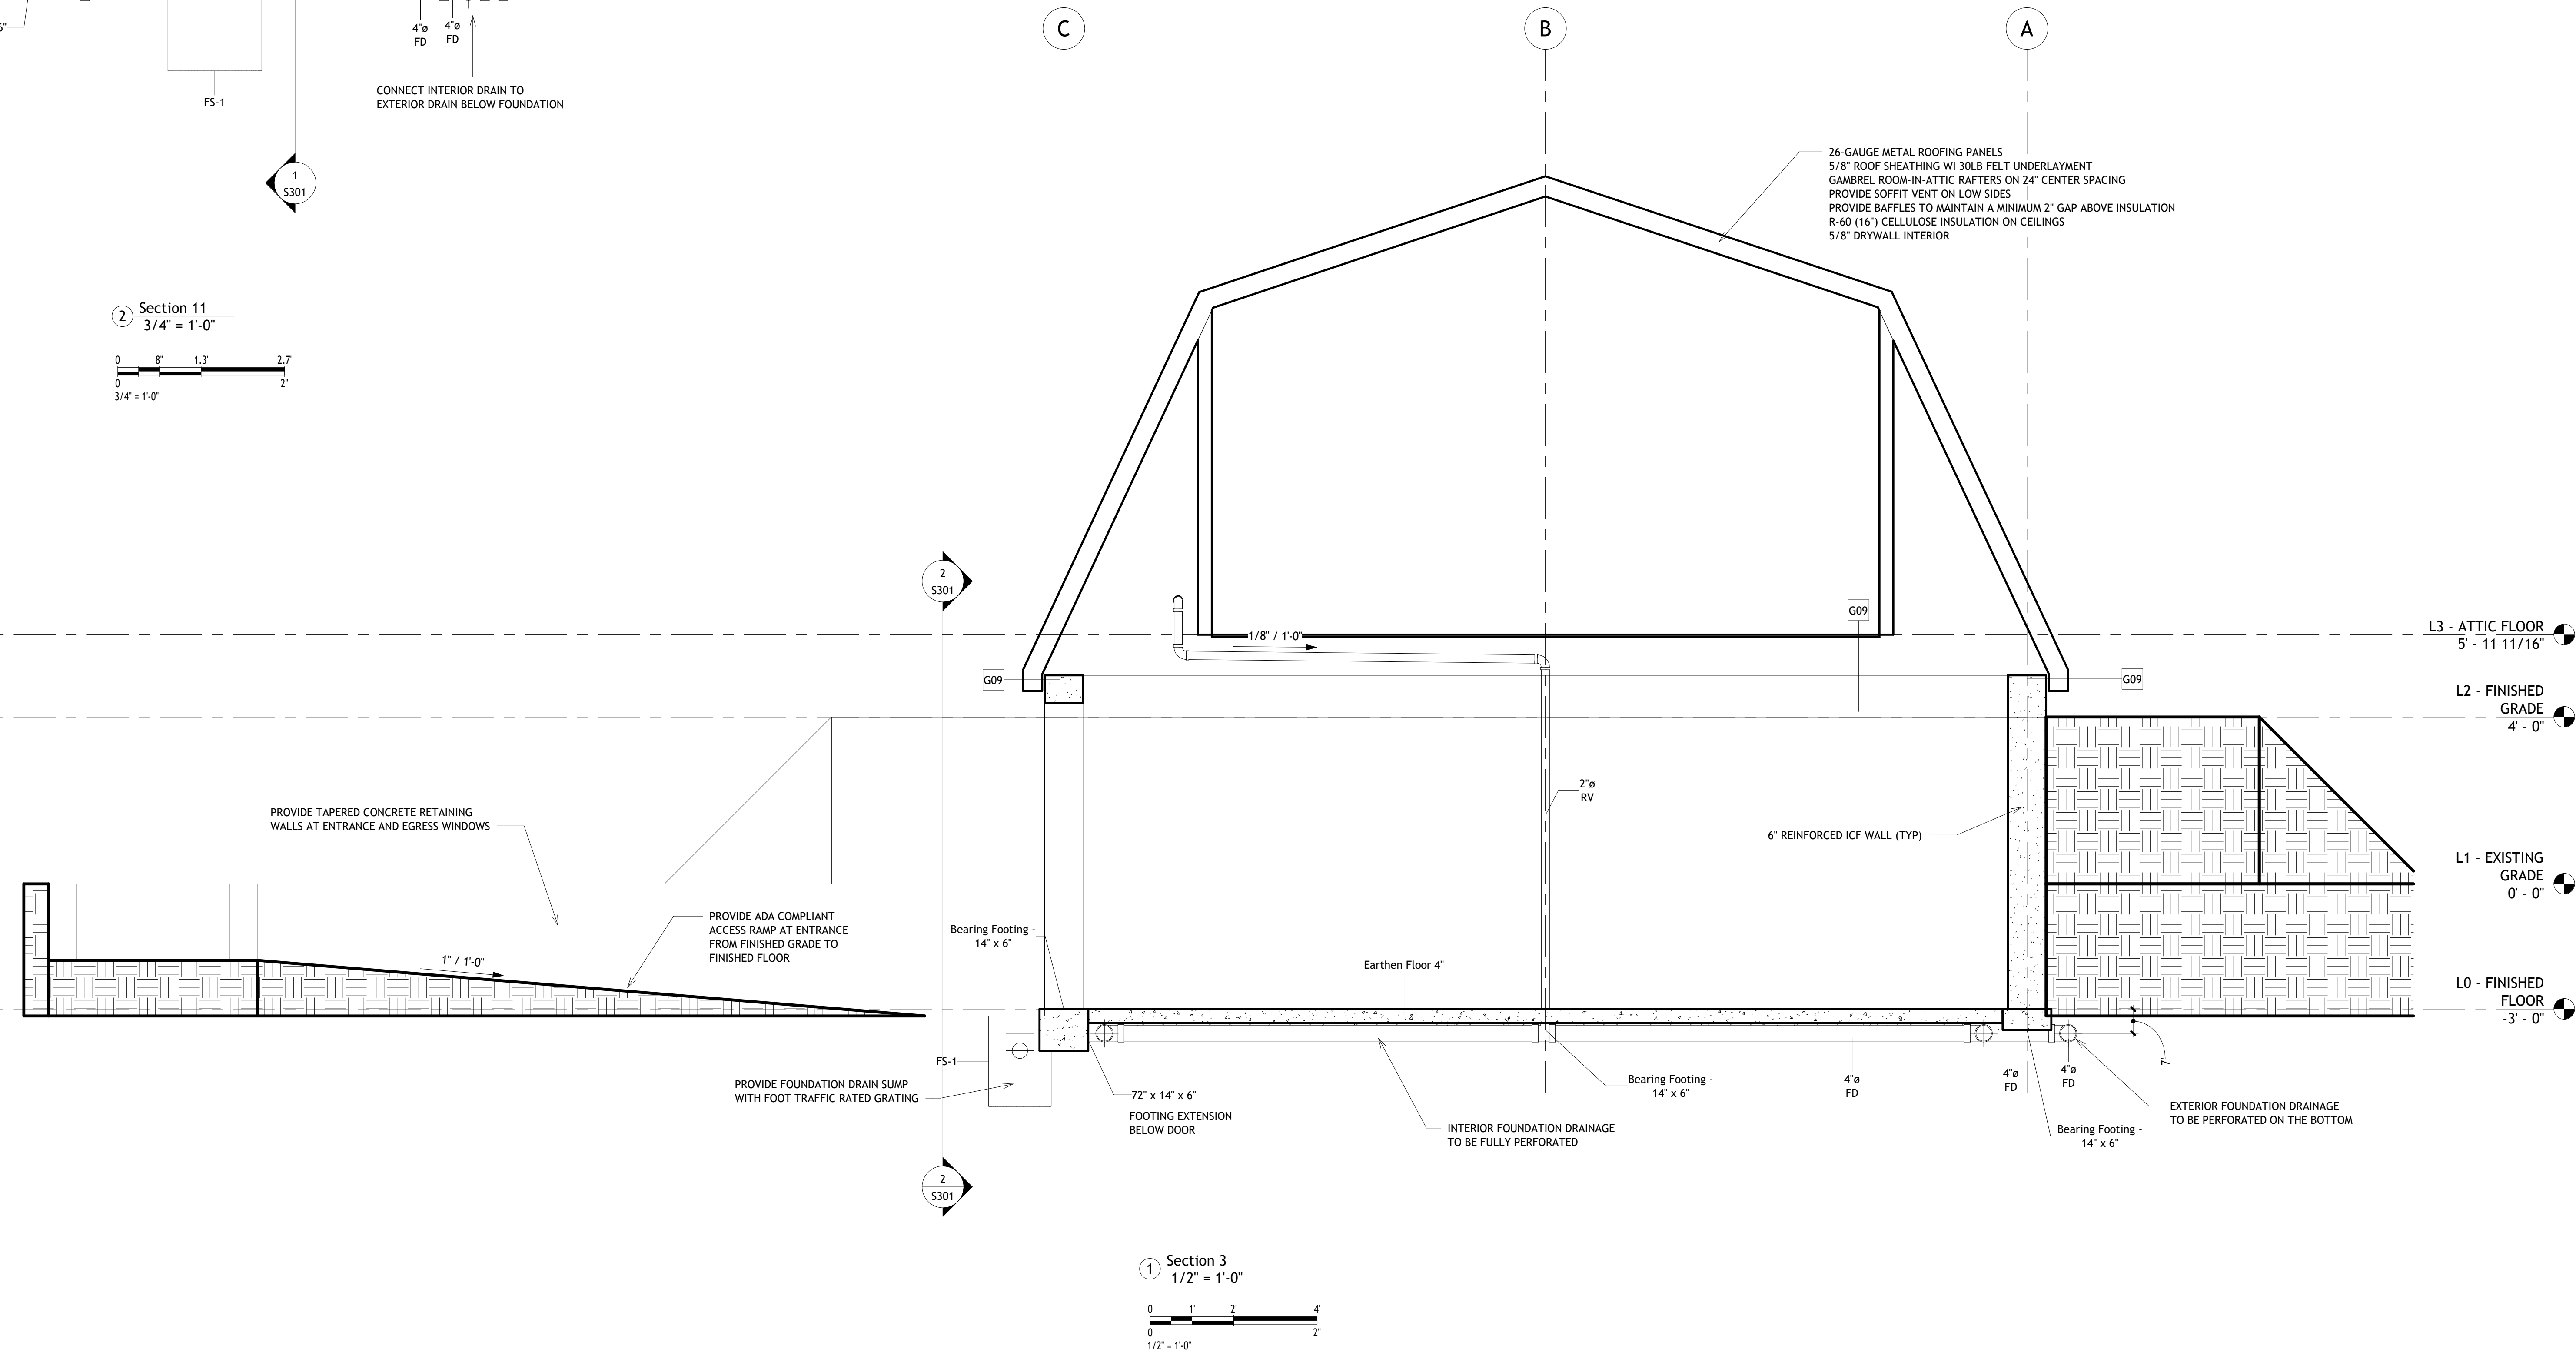 C
B
A
4"ø
FD
4"ø
FD
CONNECT INTERIOR DRAIN TO
EXTERIOR DRAIN BELOW FOUNDATION
FS-1
1
S301
26-GAUGE METAL ROOFING PANELS
5/8" ROOF SHEATHING WI 30LB FELT UNDERLAYMENT
GAMBREL ROOM-IN-ATTIC RAFTERS ON 24" CENTER SPACING
PROVIDE SOFFIT VENT ON LOW SIDES
PROVIDE BAFFLES TO MAINTAIN A MINIMUM 2" GAP ABOVE INSULATION
R-60 (16") CELLULOSE INSULATION ON CEILINGS
5/8" DRYWALL INTERIOR
2
Section 11
3/4" = 1'-0"
0 8" 1.3' 2.7'
0 2"
3/4" = 1'-0"
2
S301
G09
1/8" / 1'-0"
L3 - ATTIC FLOOR
5' - 11 11/16"
G09
G09
L2 - FINISHED
GRADE
4' - 0"
2"ø
RV
PROVIDE TAPERED CONCRETE RETAINING
WALLS AT ENTRANCE AND EGRESS WINDOWS
6" REINFORCED ICF WALL (TYP)
L1 - EXISTING
GRADE
0' - 0"
PROVIDE ADA COMPLIANT
ACCESS RAMP AT ENTRANCE
FROM FINISHED GRADE TO
FINISHED FLOOR
1" / 1'-0"
Bearing Footing -
14" x 6"
Earthen Floor 4"
L0 - FINISHED
FLOOR
-3' - 0"
FS-1
7
PROVIDE FOUNDATION DRAIN SUMP
WITH FOOT TRAFFIC RATED GRATING
72" x 14" x 6"
FOOTING EXTENSION
BELOW DOOR
Bearing Footing -
14" x 6"
4"ø
FD
4"ø
FD
4"ø
FD
INTERIOR FOUNDATION DRAINAGE
TO BE FULLY PERFORATED
EXTERIOR FOUNDATION DRAINAGE
TO BE PERFORATED ON THE BOTTOM
Bearing Footing -
14" x 6"
2
S301
1
Section 3
1/2" = 1'-0"
0 1' 2' 4'
0 2"
1/2" = 1'-0"